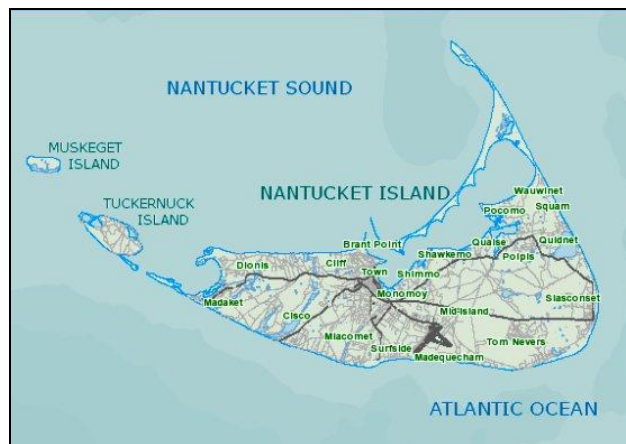 NANTUCKET SOUND
MUSKEGET
ISLAND
NANTUCKET ISLAND
TUCKERNUCK
ISLAND
Wauwinet
Squam
Pocomo
Brant Point
Quaise
Quidnet
Shawkemo
Polpis
Dionis
Cliff
Town
Shimmo
Monomoy
Siasconset
Madaket
Mid-Island
Cisco
Miacomet
Tom Nevers
Surfside
Madequecham
ATLANTIC OCEAN